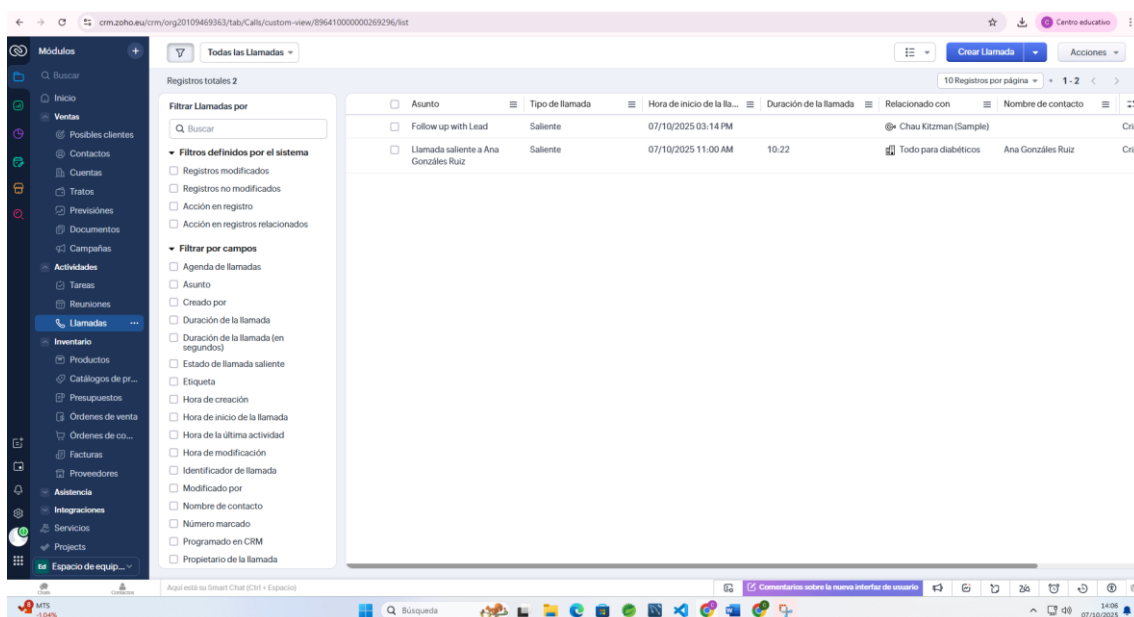 crm.zoho.eu/crm/org20109469363/tab/Calls/custom-view/896410000000269296/list
Centro educativo
Módulos
Todas las Llamadas
Crear Llamada
Acciones
Buscar
Registros totales 2
10 Registros por página
1 - 2
Inicio
Ventas
Posibles clientes
Contactos
Cuentas
Tratos
Previsiónes
Documentos
Campañas
Actividades
Tareas
Reuniones
Llamadas
Inventario
Productos
Catálogos de pr...
Presupuestos
Órdenes de venta
Órdenes de co...
Facturas
Proveedores
Asistencia
Integraciones
Servicios
Projects
Ed Espacio de equip...
Filtrar Llamadas por
Buscar
Filtros definidos por el sistema
Registros modificados
Registros no modificados
Acción en registro
Acción en registros relacionados
Filtrar por campos
Agenda de llamadas
Asunto
Creado por
Duración de la llamada
Duración de la llamada (en
segundos)
Estado de llamada saliente
Etiqueta
Hora de creación
Hora de inicio de la llamada
Hora de la última actividad
Hora de modificación
Identificador de llamada
Modificado por
Nombre de contacto
Número marcado
Programado en CRM
Propietario de la llamada
Asunto Tipo de llamada Hora de inicio de la lla... Duración de la llamada Relacionado con Nombre de contacto
Follow up with Lead Saliente 07/10/2025 03:14 PM Chau Kitzman (Sample) Cri
Llamada saliente a Ana Saliente 07/10/2025 11:00 AM 10:22 Todo para diabéticos Ana Gonzáles Ruiz Cri
Gonzáles Ruiz
Chats Contactos Aquí está su Smart Chat (Ctrl + Espacio) Comentarios sobre la nueva interfaz de usuario
MTS
-1.04%
Búsqueda
14:06
07/10/2025